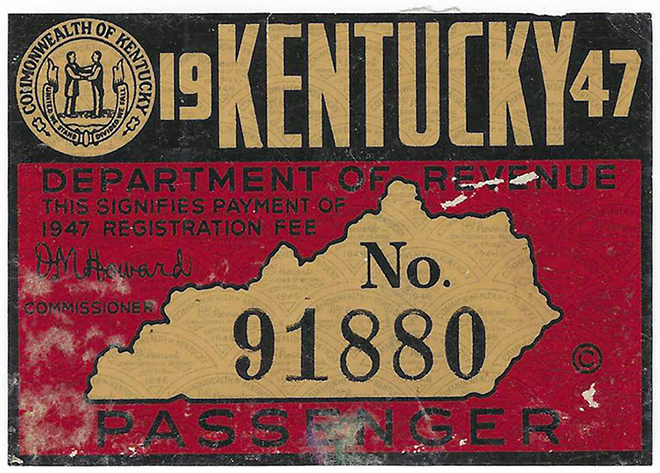 COMMONWEALTH OF KENTUCKY
UNITED WE STAND DIVIDED WE FALL
19 KENTUCKY 47
DEPARTMENT OF REVENUE
THIS SIGNIFIES PAYMENT OF
1947 REGISTRATION FEE
D M Howard
COMMISSIONER
No.
91880
©
PASSENGER